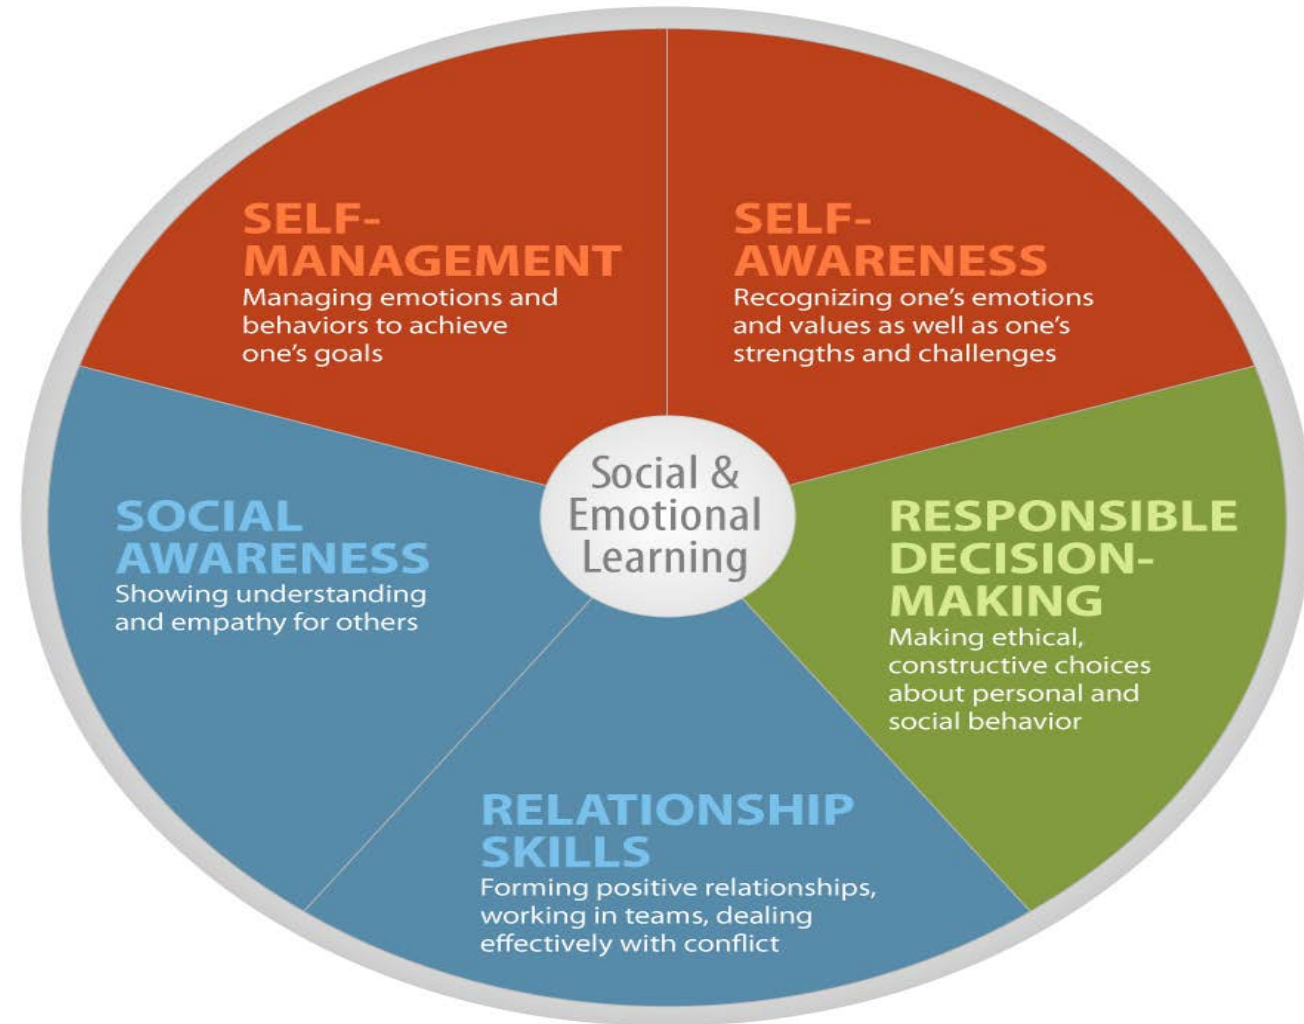 SELF-
MANAGEMENT
Managing emotions and
behaviors to achieve
one’s goals
SELF-
AWARENESS
Recognizing one’s emotions
and values as well as one’s
strengths and challenges
SOCIAL
AWARENESS
Showing understanding
and empathy for others
Social &
Emotional
Learning
RESPONSIBLE
DECISION-
MAKING
Making ethical,
constructive choices
about personal and
social behavior
RELATIONSHIP
SKILLS
Forming positive relationships,
working in teams, dealing
effectively with conflict